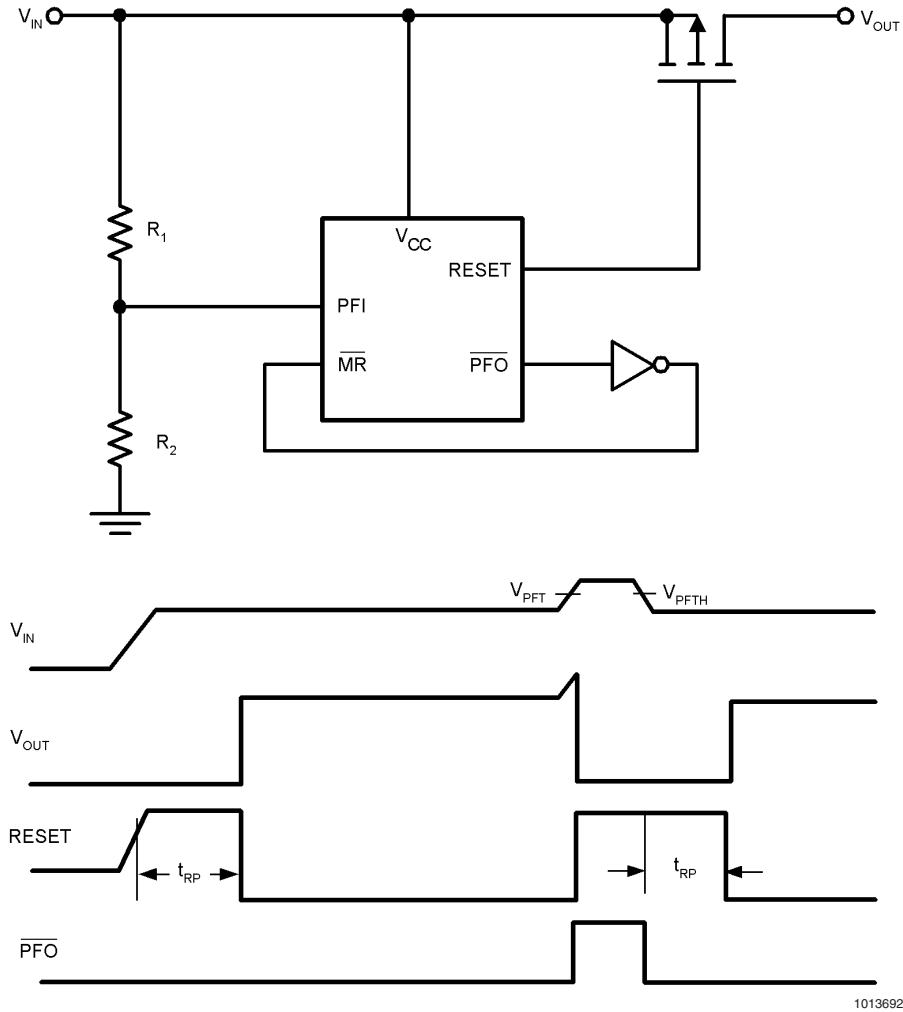 VIN
VOUT
R1
VCC
RESET
PFI
MR
PFO
R2
VPFT
VPFTH
VIN
VOUT
RESET
tRP
tRP
PFO
1013692